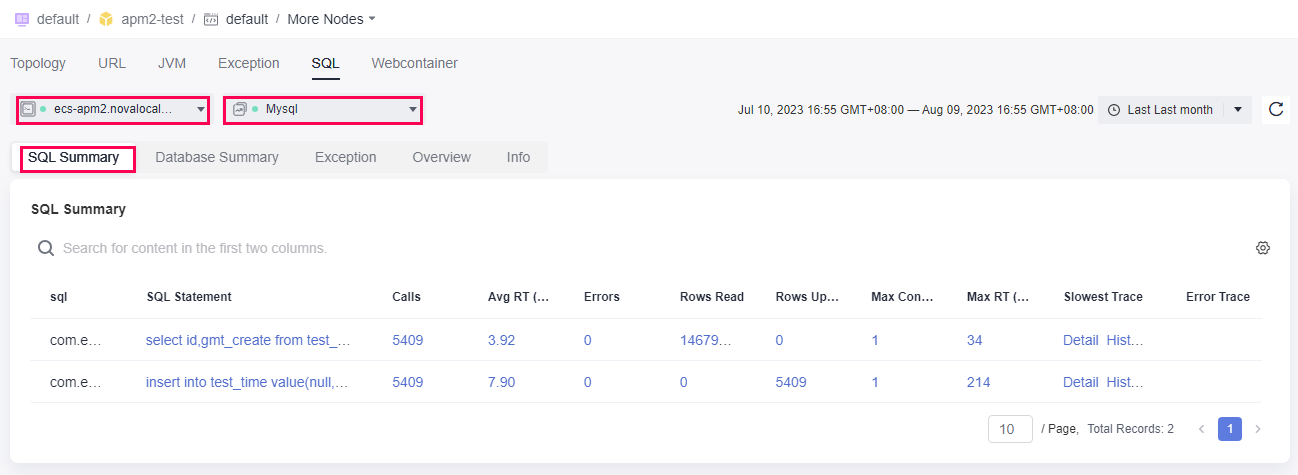 default / apm2-test / default / More Nodes
Topology URL JVM Exception SQL Webcontainer
ecs-apm2.novalocal... Mysql Jul 10, 2023 16:55 GMT+08:00 — Aug 09, 2023 16:55 GMT+08:00 Last Last month
SQL Summary Database Summary Exception Overview Info
SQL Summary
Search for content in the first two columns.
sql SQL Statement Calls Avg RT (... Errors Rows Read Rows Up... Max Con... Max RT (... Slowest Trace Error Trace
com.e... select id,gmt_create from test_... 5409 3.92 0 14679... 0 1 34 Detail Hist...
com.e... insert into test_time value(null,... 5409 7.90 0 0 5409 1 214 Detail Hist...
10 / Page, Total Records: 2 < 1 >